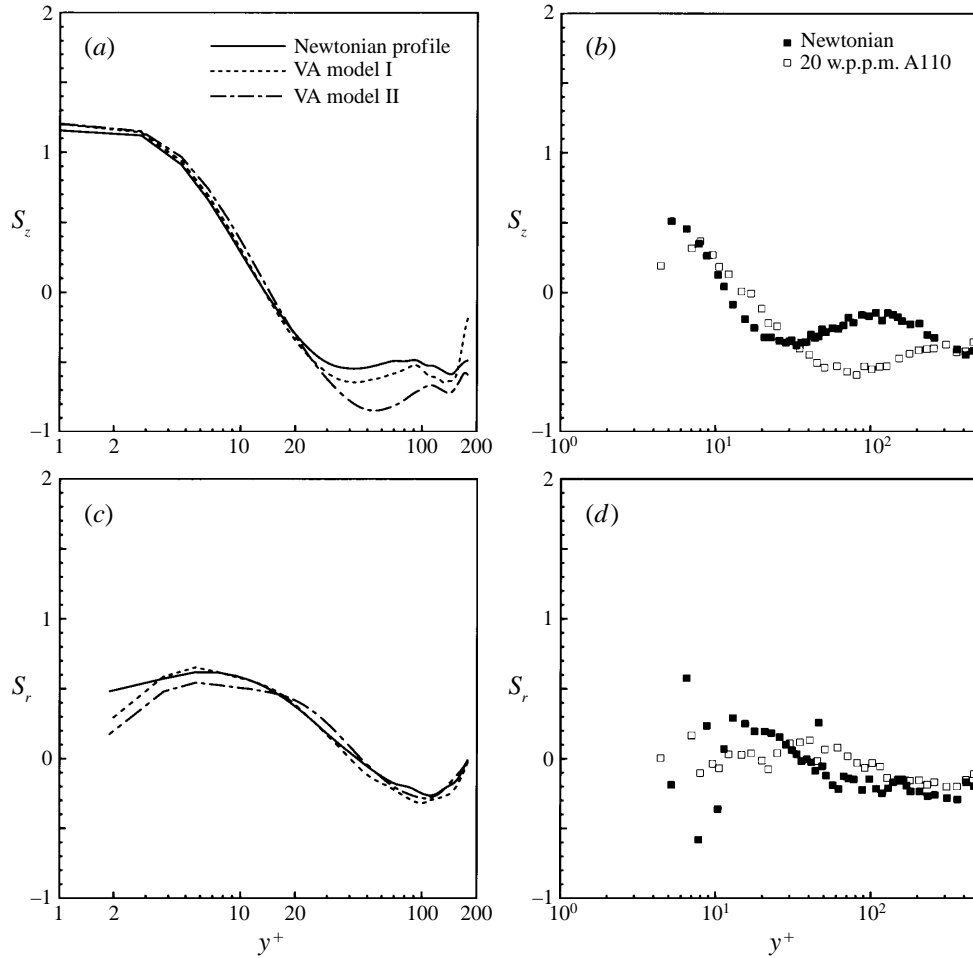 2
(a)
Newtonian profile
VA model I
VA model II
1
S_z
0
−1
1
2
10
20
100
200
(b)
Newtonian
20 w.p.p.m. A110
2
1
S_z
0
−1
10^0
10^1
10^2
2
(c)
1
S_r
0
−1
1
2
10
20
100
200
y^+
2
(d)
1
S_r
0
−1
10^0
10^1
10^2
y^+